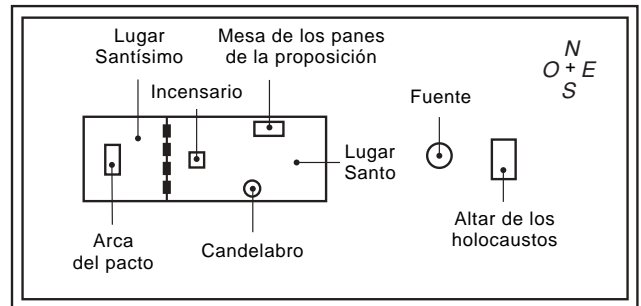 Lugar
Santísimo
Mesa de los panes
de la proposición
Incensario
Fuente
N
O + E
S
Lugar
Santo
Arca
del pacto
Candelabro
Altar de los
holocaustos